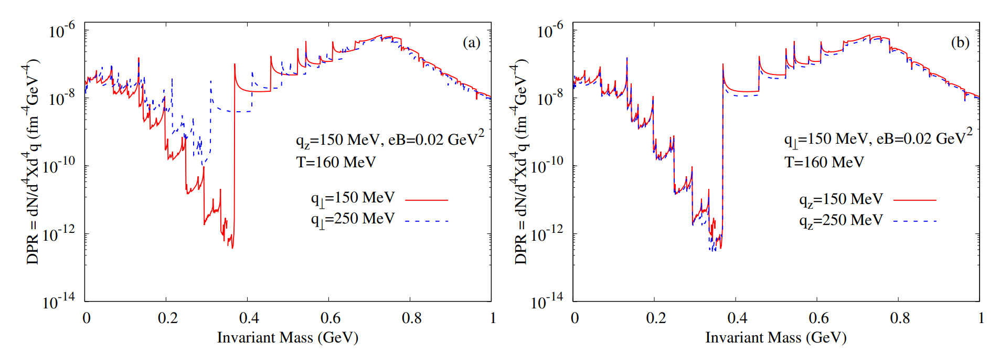 (a)
10^-6
10^-8
10^-10
10^-12
10^-14
DPR = dN/d^4Xd^4q (fm^-4GeV^-4)
q_z=150 MeV, eB=0.02 GeV^2
T=160 MeV
q_⊥=150 MeV
q_⊥=250 MeV
0 0.2 0.4 0.6 0.8 1
Invariant Mass (GeV)
(b)
10^-6
10^-8
10^-10
10^-12
10^-14
DPR = dN/d^4Xd^4q (fm^-4GeV^-4)
q_⊥=150 MeV, eB=0.02 GeV^2
T=160 MeV
q_z=150 MeV
q_z=250 MeV
0 0.2 0.4 0.6 0.8 1
Invariant Mass (GeV)